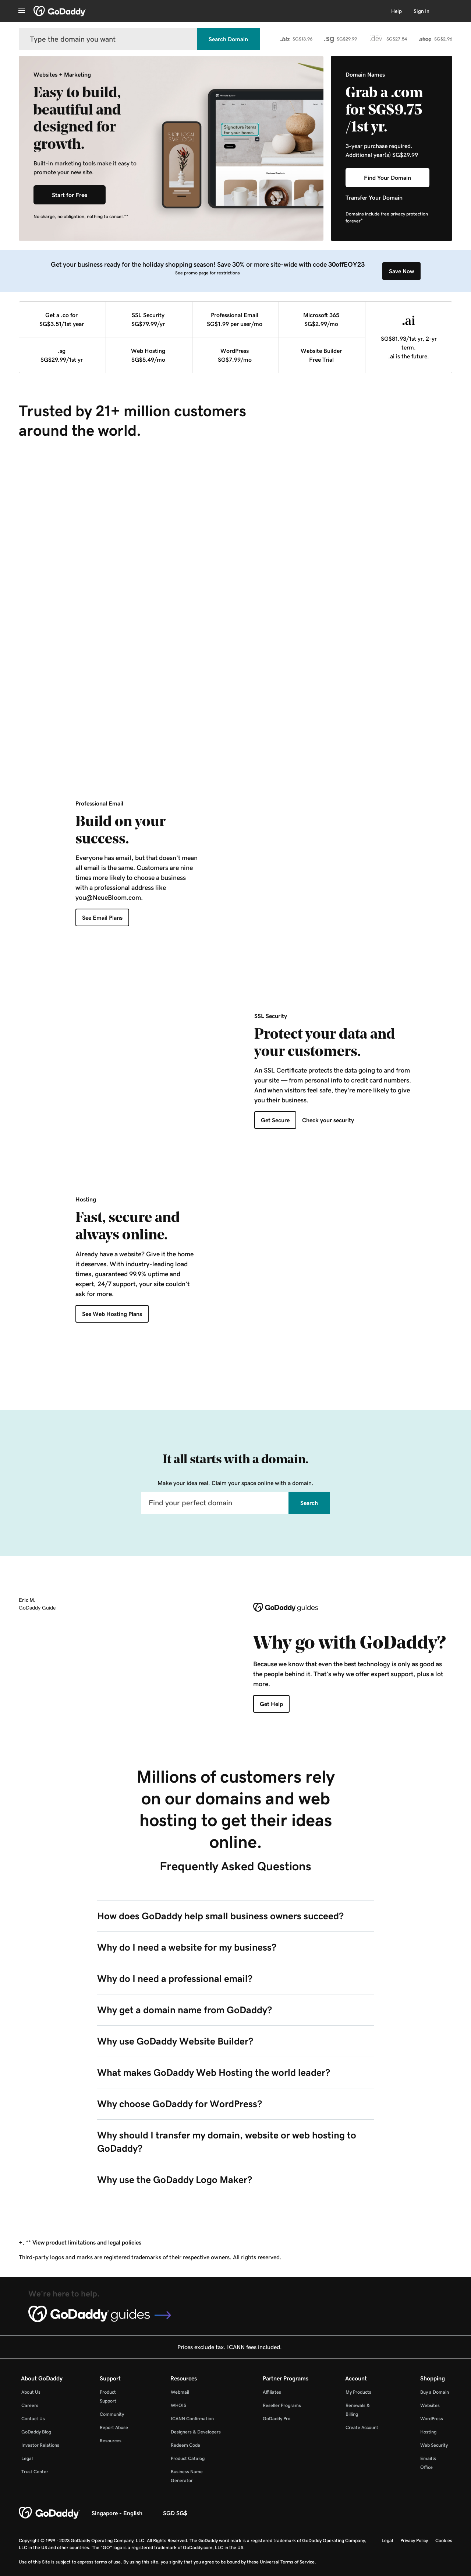 GoDaddy
Help
Sign In
Type the domain you want
Search Domain
.biz SG$13.96
.sg SG$29.99
.dev SG$27.84
.shop SG$2.96
Websites + Marketing
Easy to build,
beautiful and
designed for
growth.
Built-in marketing tools make it easy to
promote your new site.
Start for Free
No charge, no obligation, nothing to cancel.**
Signature Items
for your home.
Domain Names
Grab a .com
for SG$9.75
/1st yr.
3-year purchase required.
Additional year(s) SG$29.99
Find Your Domain
Transfer Your Domain
Domains include free privacy protection
forever+
Get your business ready for the holiday shopping season! Save 30% or more site-wide with code 30offEOY23
See promo page for restrictions
Save Now
Get a .co for
SG$3.51/1st year
SSL Security
SG$79.99/yr
Professional Email
SG$1.99 per user/mo
Microsoft 365
SG$2.99/mo
.ai
SG$81.93/1st yr, 2-yr
term.
.ai is the future.
.sg
SG$29.99/1st yr
Web Hosting
SG$5.49/mo
WordPress
SG$7.99/mo
Website Builder
Free Trial
Trusted by 21+ million customers
around the world.
Professional Email
Build on your
success.
Everyone has email, but that doesn't mean
all email is the same. Customers are nine
times more likely to choose a business
with a professional address like
you@NeueBloom.com.
See Email Plans
SSL Security
Protect your data and
your customers.
An SSL Certificate protects the data going to and from
your site — from personal info to credit card numbers.
And when visitors feel safe, they're more likely to give
you their business.
Get Secure
Check your security
Hosting
Fast, secure and
always online.
Already have a website? Give it the home
it deserves. With industry-leading load
times, guaranteed 99.9% uptime and
expert, 24/7 support, your site couldn't
ask for more.
See Web Hosting Plans
It all starts with a domain.
Make your idea real. Claim your space online with a domain.
Find your perfect domain
Search
Eric M.
GoDaddy Guide
GoDaddy guides
Why go with GoDaddy?
Because we know that even the best technology is only as good as
the people behind it. That's why we offer expert support, plus a lot
more.
Get Help
Millions of customers rely
on our domains and web
hosting to get their ideas
online.
Frequently Asked Questions
How does GoDaddy help small business owners succeed?
Why do I need a website for my business?
Why do I need a professional email?
Why get a domain name from GoDaddy?
Why use GoDaddy Website Builder?
What makes GoDaddy Web Hosting the world leader?
Why choose GoDaddy for WordPress?
Why should I transfer my domain, website or web hosting to
GoDaddy?
Why use the GoDaddy Logo Maker?
+, ** View product limitations and legal policies
Third-party logos and marks are registered trademarks of their respective owners. All rights reserved.
We're here to help.
GoDaddy guides
Prices exclude tax. ICANN fees included.
About GoDaddy
About Us
Careers
Contact Us
GoDaddy Blog
Investor Relations
Legal
Trust Center
Support
Product
Support
Community
Report Abuse
Resources
Resources
Webmail
WHOIS
ICANN Confirmation
Designers & Developers
Redeem Code
Product Catalog
Business Name
Generator
Partner Programs
Affiliates
Reseller Programs
GoDaddy Pro
Account
My Products
Renewals &
Billing
Create Account
Shopping
Buy a Domain
Websites
WordPress
Hosting
Web Security
Email &
Office
GoDaddy
Singapore - English
SGD SG$
Copyright © 1999 - 2023 GoDaddy Operating Company, LLC. All Rights Reserved. The GoDaddy word mark is a registered trademark of GoDaddy Operating Company,
LLC in the US and other countries. The "GO" logo is a registered trademark of GoDaddy.com, LLC in the US.
Legal
Privacy Policy
Cookies
Use of this Site is subject to express terms of use. By using this site, you signify that you agree to be bound by these Universal Terms of Service.